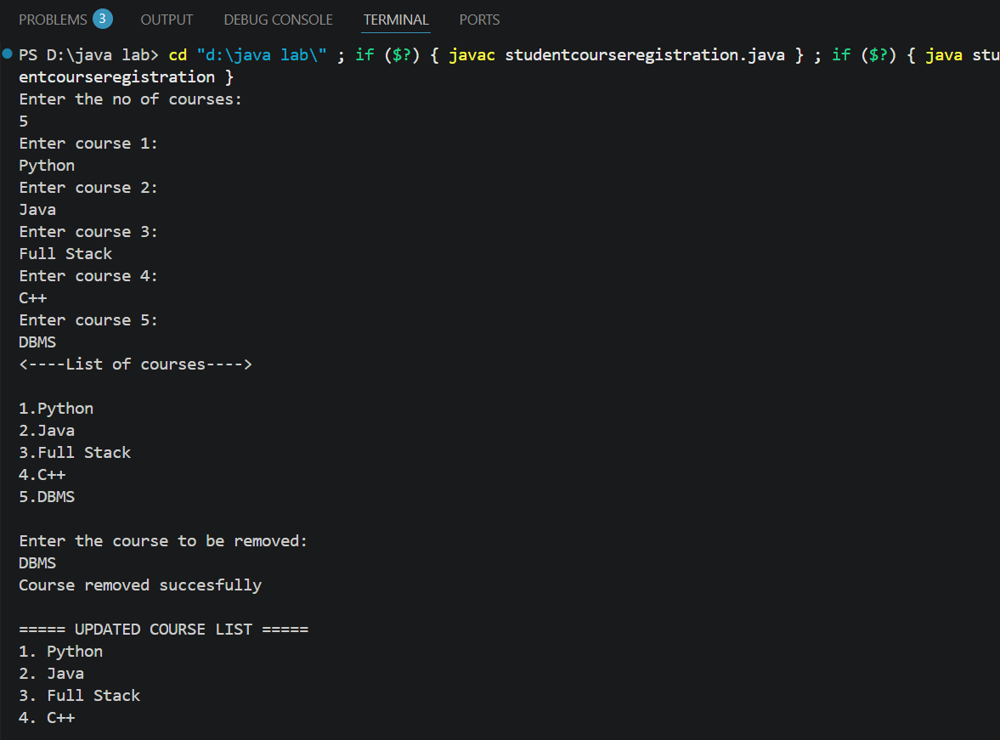 PROBLEMS 3 OUTPUT DEBUG CONSOLE TERMINAL PORTS
PS D:\java lab> cd "d:\java lab\" ; if ($?) { javac studentcourseregistration.java } ; if ($?) { java stu
entcourseregistration }
Enter the no of courses:
5
Enter course 1:
Python
Enter course 2:
Java
Enter course 3:
Full Stack
Enter course 4:
C++
Enter course 5:
DBMS
<----List of courses---->
1.Python
2.Java
3.Full Stack
4.C++
5.DBMS
Enter the course to be removed:
DBMS
Course removed succesfully
===== UPDATED COURSE LIST =====
1. Python
2. Java
3. Full Stack
4. C++